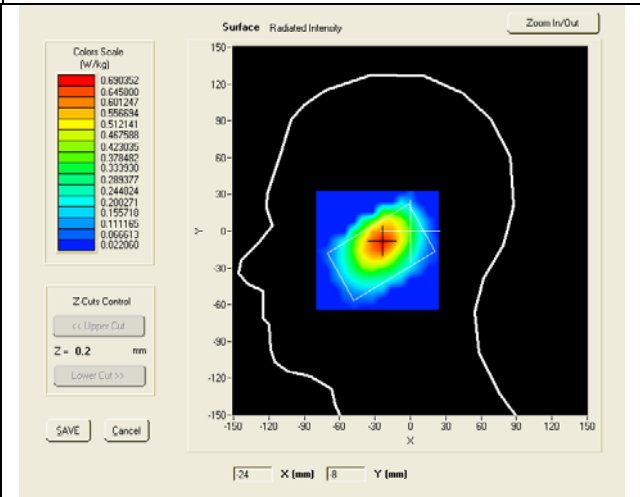 Surface Radiated Intensity
Zoom In/Out
Colors Scale
(W/kg)
0.690352
0.645800
0.601247
0.556694
0.512141
0.467588
0.423035
0.378482
0.333930
0.289377
0.244824
0.200271
0.155718
0.111165
0.066613
0.022060
Z-Cuts Control
<< Upper Cut
Z = 0.2 mm
Lower Cut >>
SAVE Cancel
150
120
90
60
30
0
-30
-60
-90
-120
-150
Y
-150 -120 -90 -60 -30 0 30 60 90 120 150
X
-24 X (mm) -8 Y (mm)